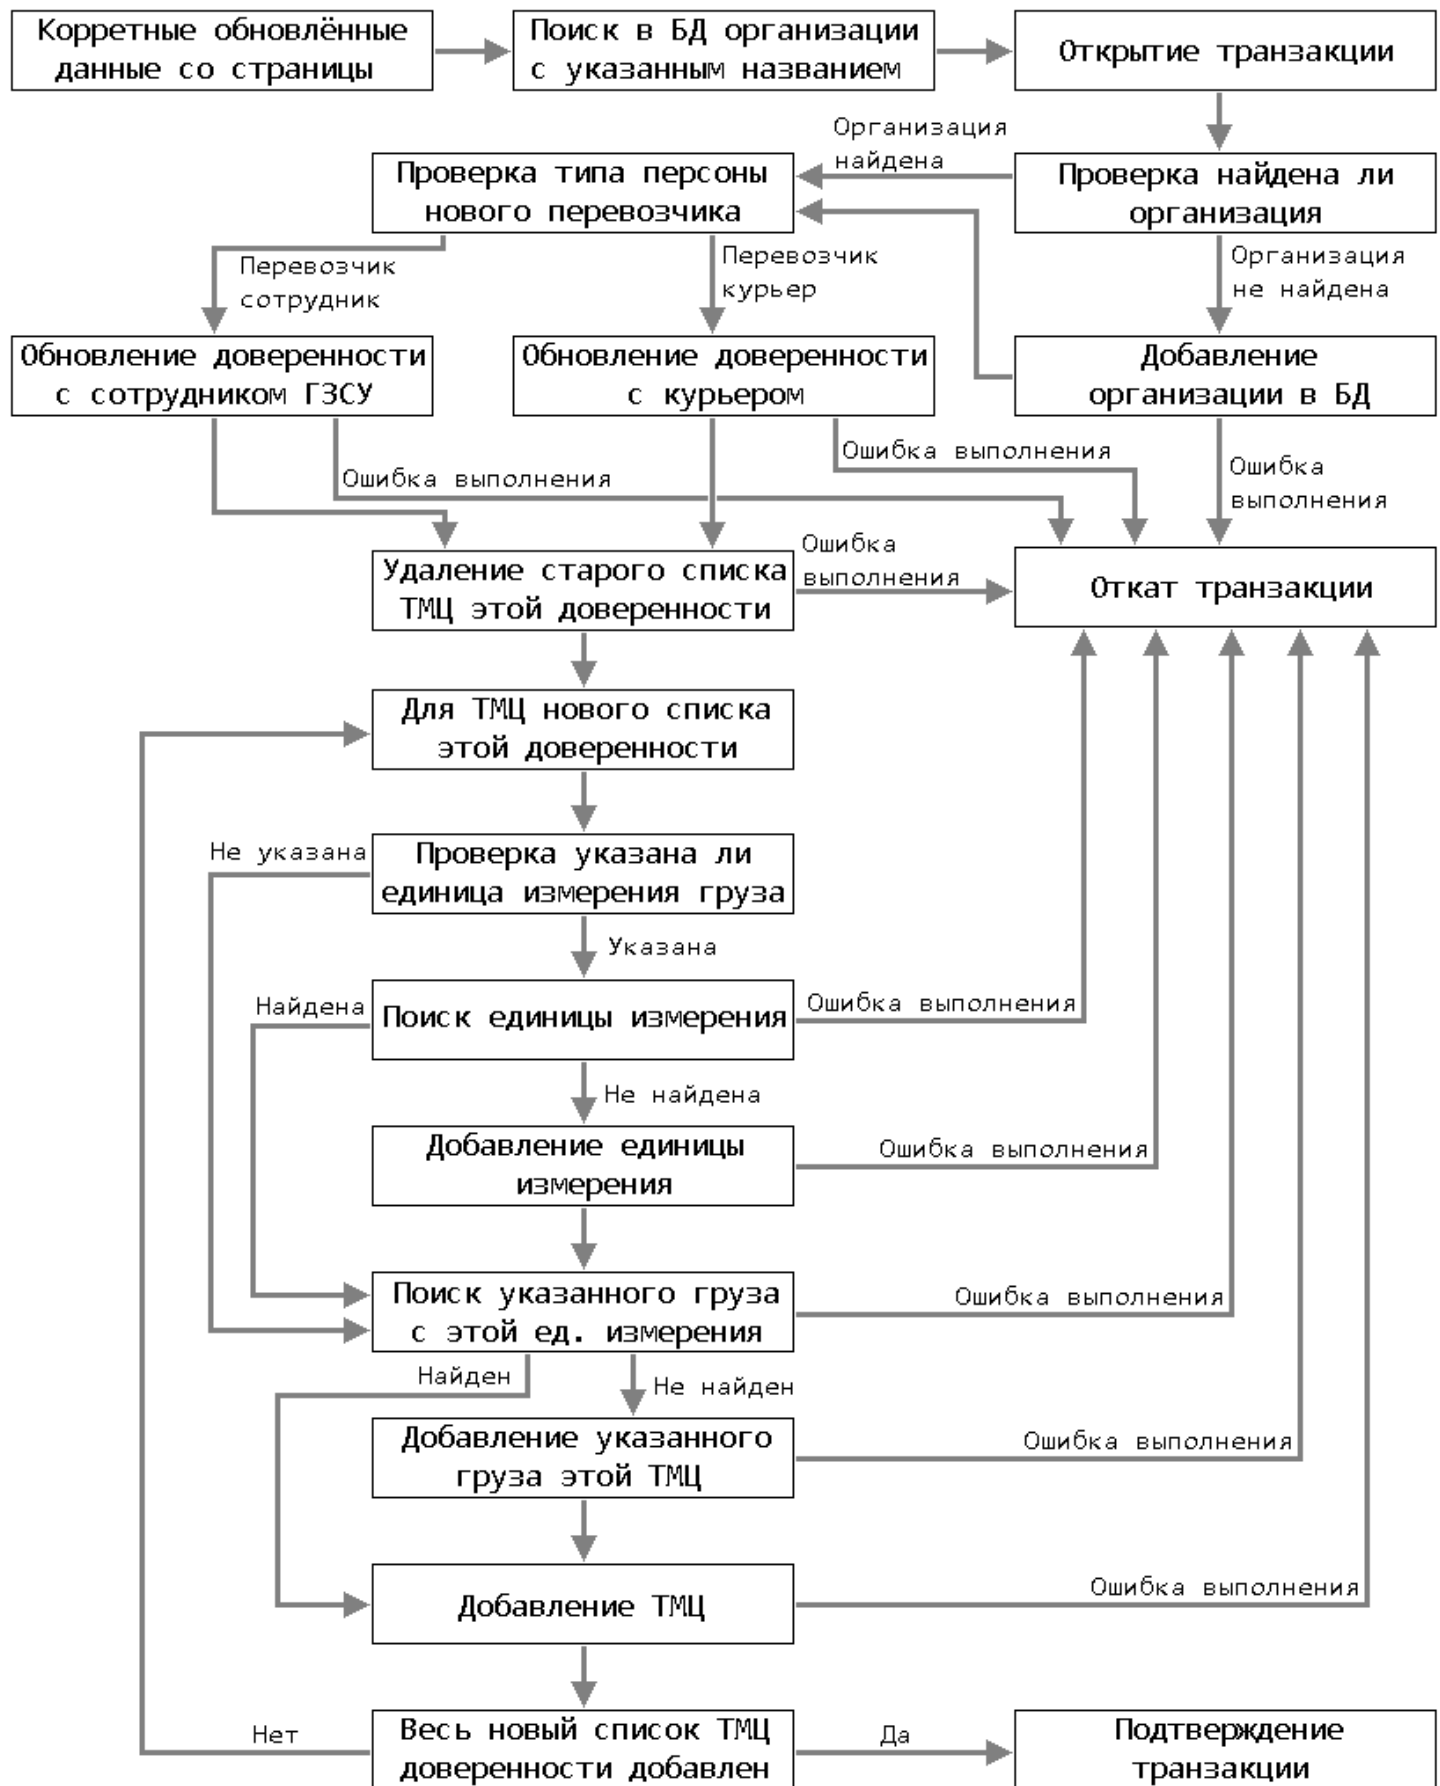 Корретные обновлённые
данные со страницы
Поиск в БД организации
с указанным названием
Открытие транзакции
Организация
найдена
Проверка типа персоны
нового перевозчика
Проверка найдена ли
организация
Перевозчик
сотрудник
Перевозчик
курьер
Организация
не найдена
Обновление доверенности
с сотрудником ГЗСУ
Обновление доверенности
с курьером
Добавление
организации в БД
Ошибка выполнения
Ошибка выполнения
Ошибка
выполнения
Удаление старого списка
ТМЦ этой доверенности
Ошибка
выполнения
Откат транзакции
Для ТМЦ нового списка
этой доверенности
Не указана
Проверка указана ли
единица измерения груза
Указана
Найдена
Поиск единицы измерения
Ошибка выполнения
Не найдена
Добавление единицы
измерения
Ошибка выполнения
Поиск указанного груза
с этой ед. измерения
Ошибка выполнения
Найден
Не найден
Добавление указанного
груза этой ТМЦ
Ошибка выполнения
Добавление ТМЦ
Ошибка выполнения
Нет
Весь новый список ТМЦ
доверенности добавлен
Да
Подтверждение
транзакции